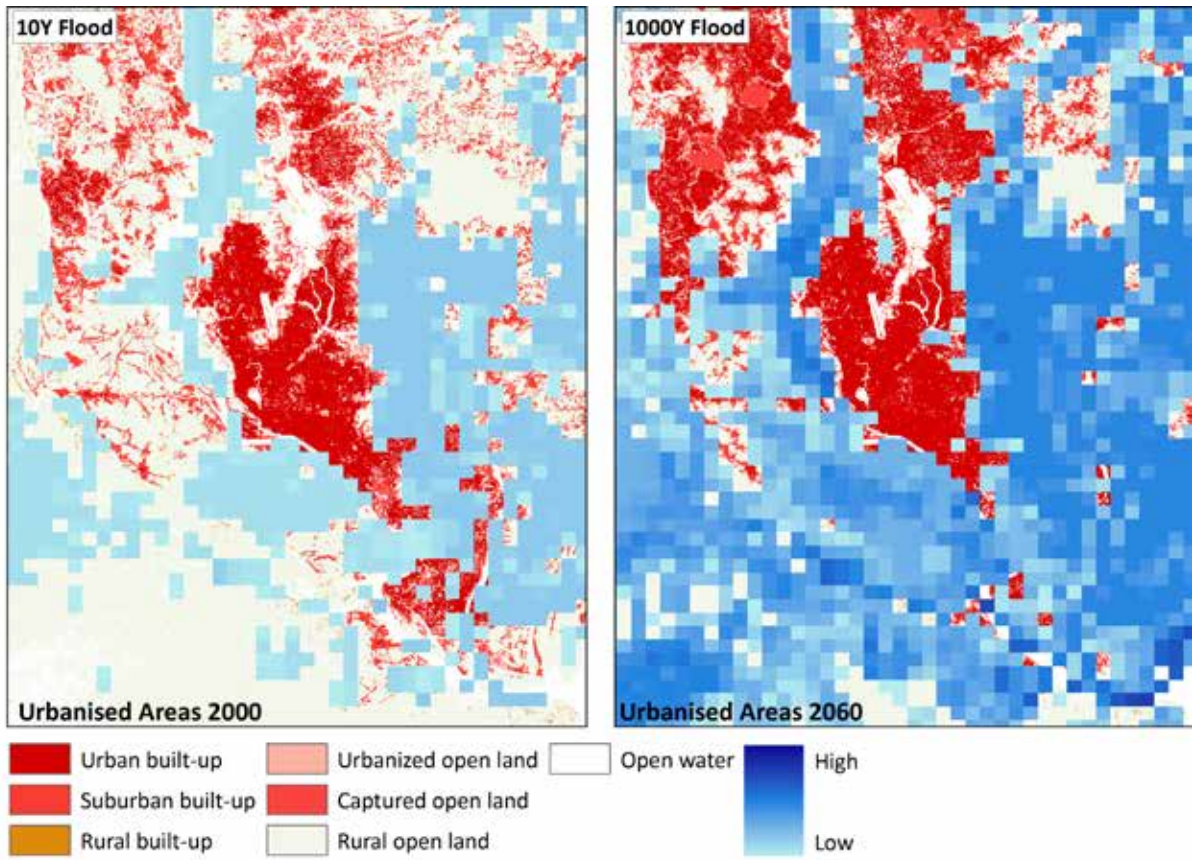 10Y Flood
1000Y Flood
Urbanised Areas 2000
Urbanised Areas 2060
Urban built-up
Urbanized open land
Open water
High
Suburban built-up
Captured open land
Rural built-up
Rural open land
Low